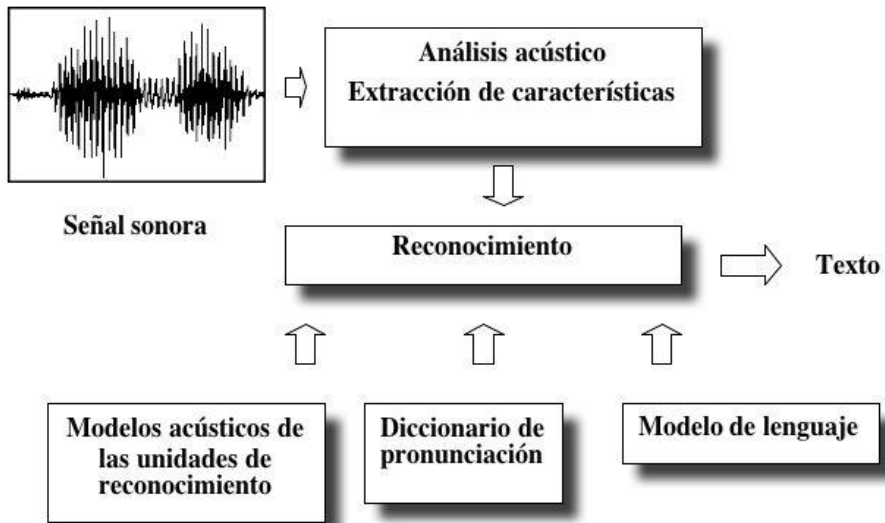 Análisis acústico
Extracción de características
Señal sonora
Reconocimiento
Texto
Modelos acústicos de
las unidades de
reconocimiento
Diccionario de
pronunciación
Modelo de lenguaje